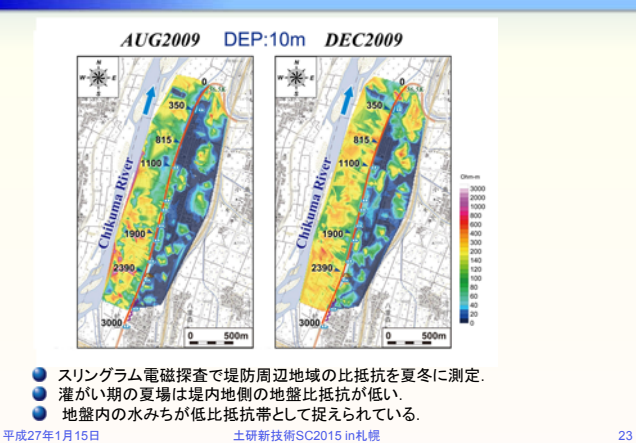 AUG2009 DEP:10m DEC2009
N
W E
S
0
350
815
1100
1900
2390
3000
Chikuma River
0 500m
N
W E
S
0
350
815
1100
1900
2390
3000
Chikuma River
0 500m
Ohm-m
3000
2000
1000
800
600
400
300
200
140
120
100
80
60
40
20
0
スリングラム電磁探査で堤防周辺地域の比抵抗を夏冬に測定.
灌がい期の夏場は堤内地側の地盤比抵抗が低い.
地盤内の水みちが低比抵抗帯として捉えられている.
平成27年1月15日 土研新技術SC2015 in札幌 23